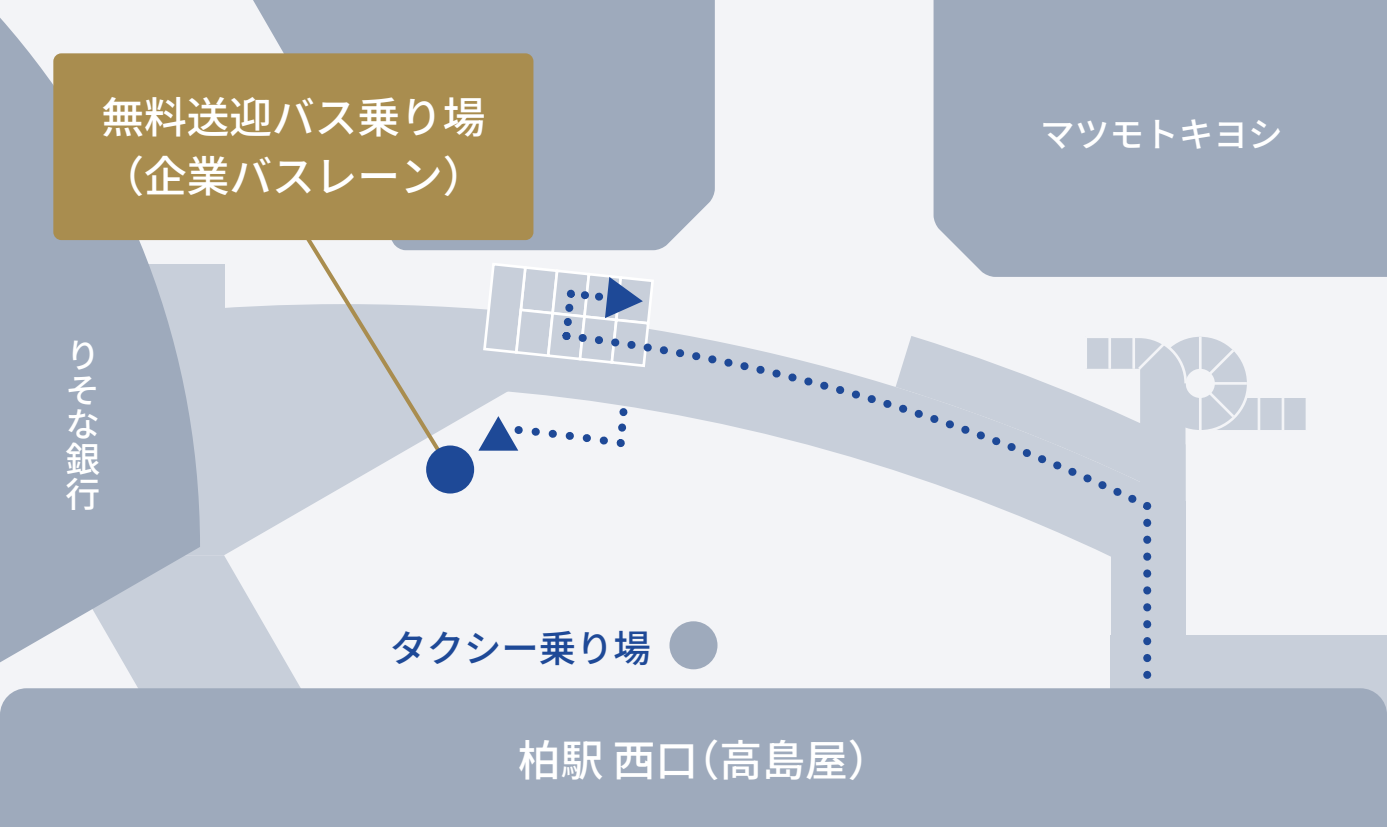 無料送迎バス乗り場
（企業バスレーン）
マツモトキヨシ
りそな銀行
タクシー乗り場
柏駅 西口（高島屋）